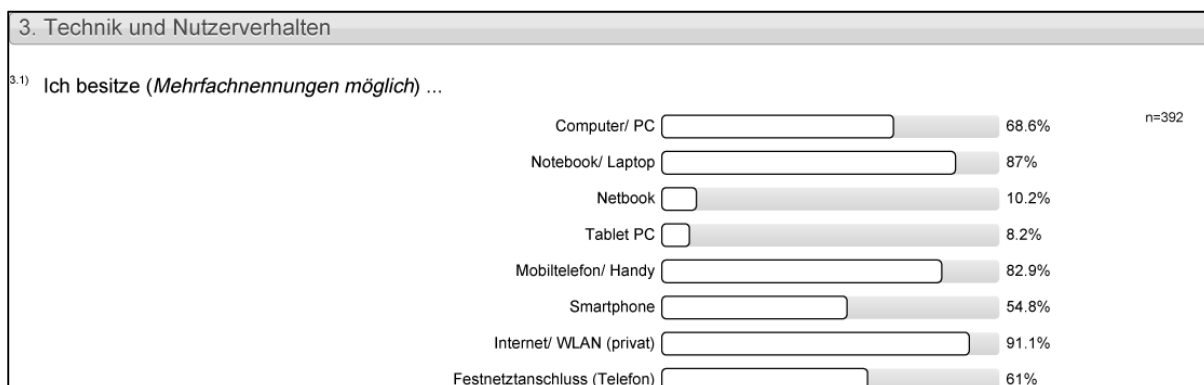 3. Technik und Nutzerverhalten
3.1) Ich besitze (Mehrfachnennungen möglich) ...
Computer/ PC 68.6% n=392
Notebook/ Laptop 87%
Netbook 10.2%
Tablet PC 8.2%
Mobiltelefon/ Handy 82.9%
Smartphone 54.8%
Internet/ WLAN (privat) 91.1%
Festnetztanschluss (Telefon) 61%